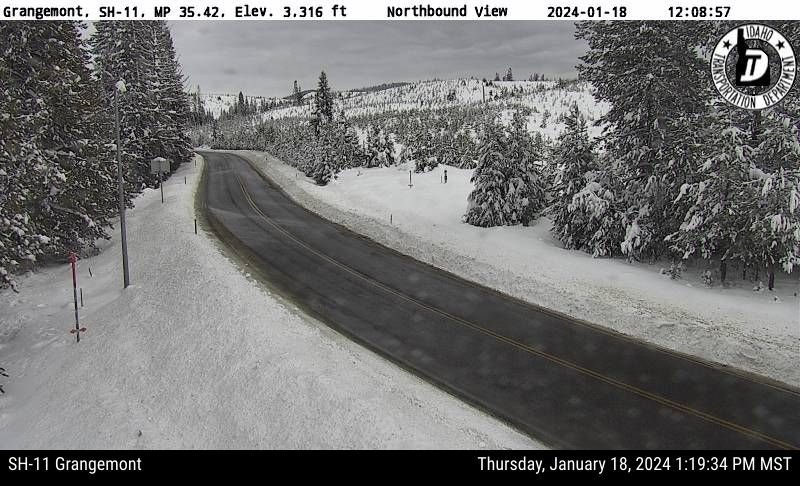 Grangemont, SH-11, MP 35.42, Elev. 3,316 ft Northbound View 2024-01-18 12:08:57
IDAHO
TRANSPORTATION DEPARTMENT
SH-11 Grangemont Thursday, January 18, 2024 1:19:34 PM MST